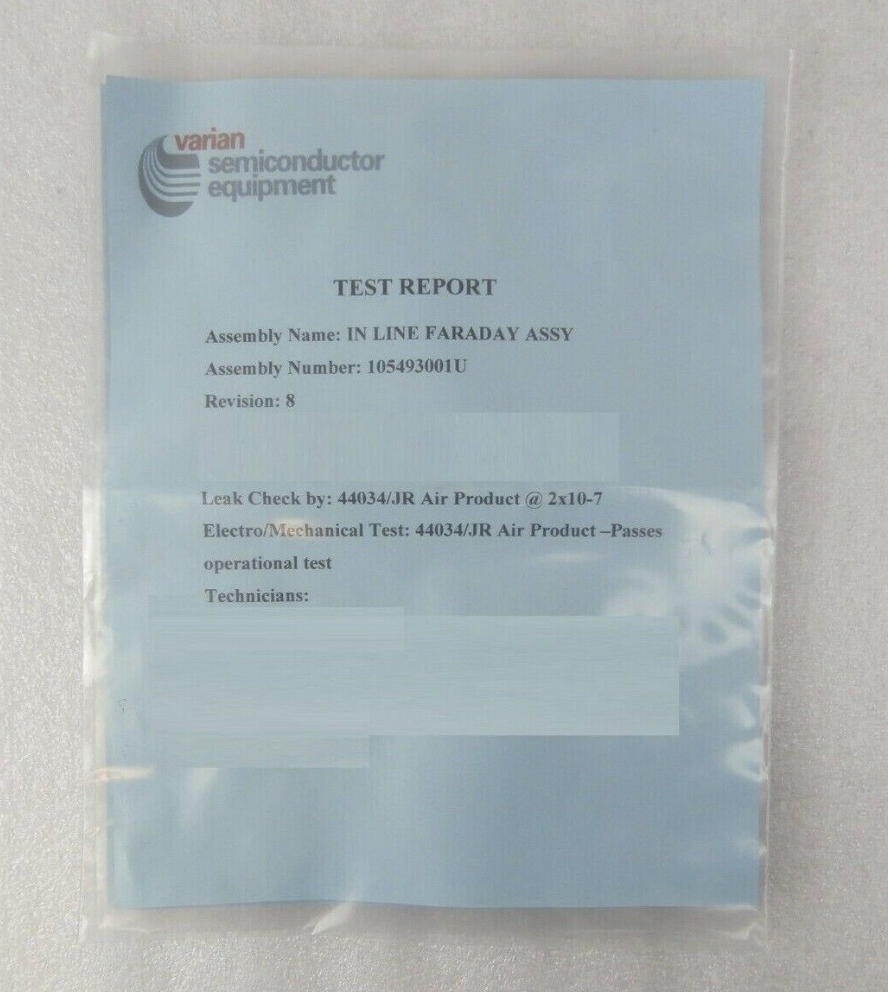 varian
semiconductor
equipment
TEST REPORT
Assembly Name: IN LINE FARADAY ASSY
Assembly Number: 105493001U
Revision: 8
Leak Check by: 44034/JR Air Product @ 2x10-7
Electro/Mechanical Test: 44034/JR Air Product –Passes
operational test
Technicians: